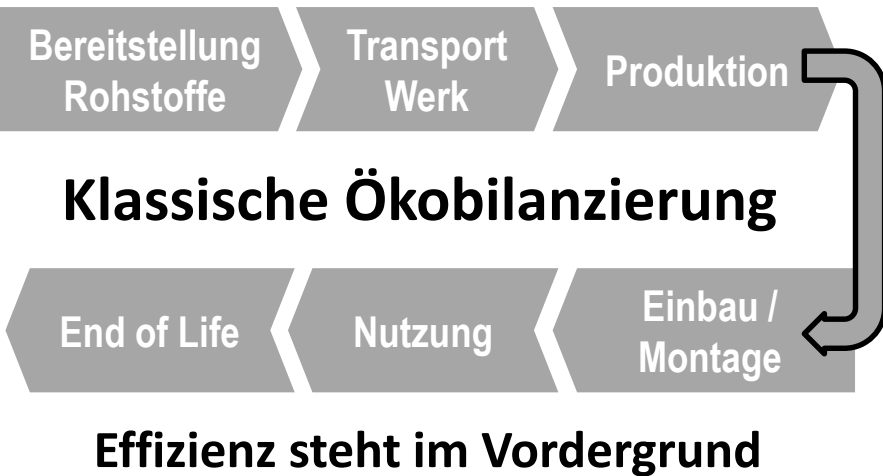 Bereitstellung
Rohstoffe
Transport
Werk
Produktion
Klassische Ökobilanzierung
End of Life
Nutzung
Einbau /
Montage
Effizienz steht im Vordergrund